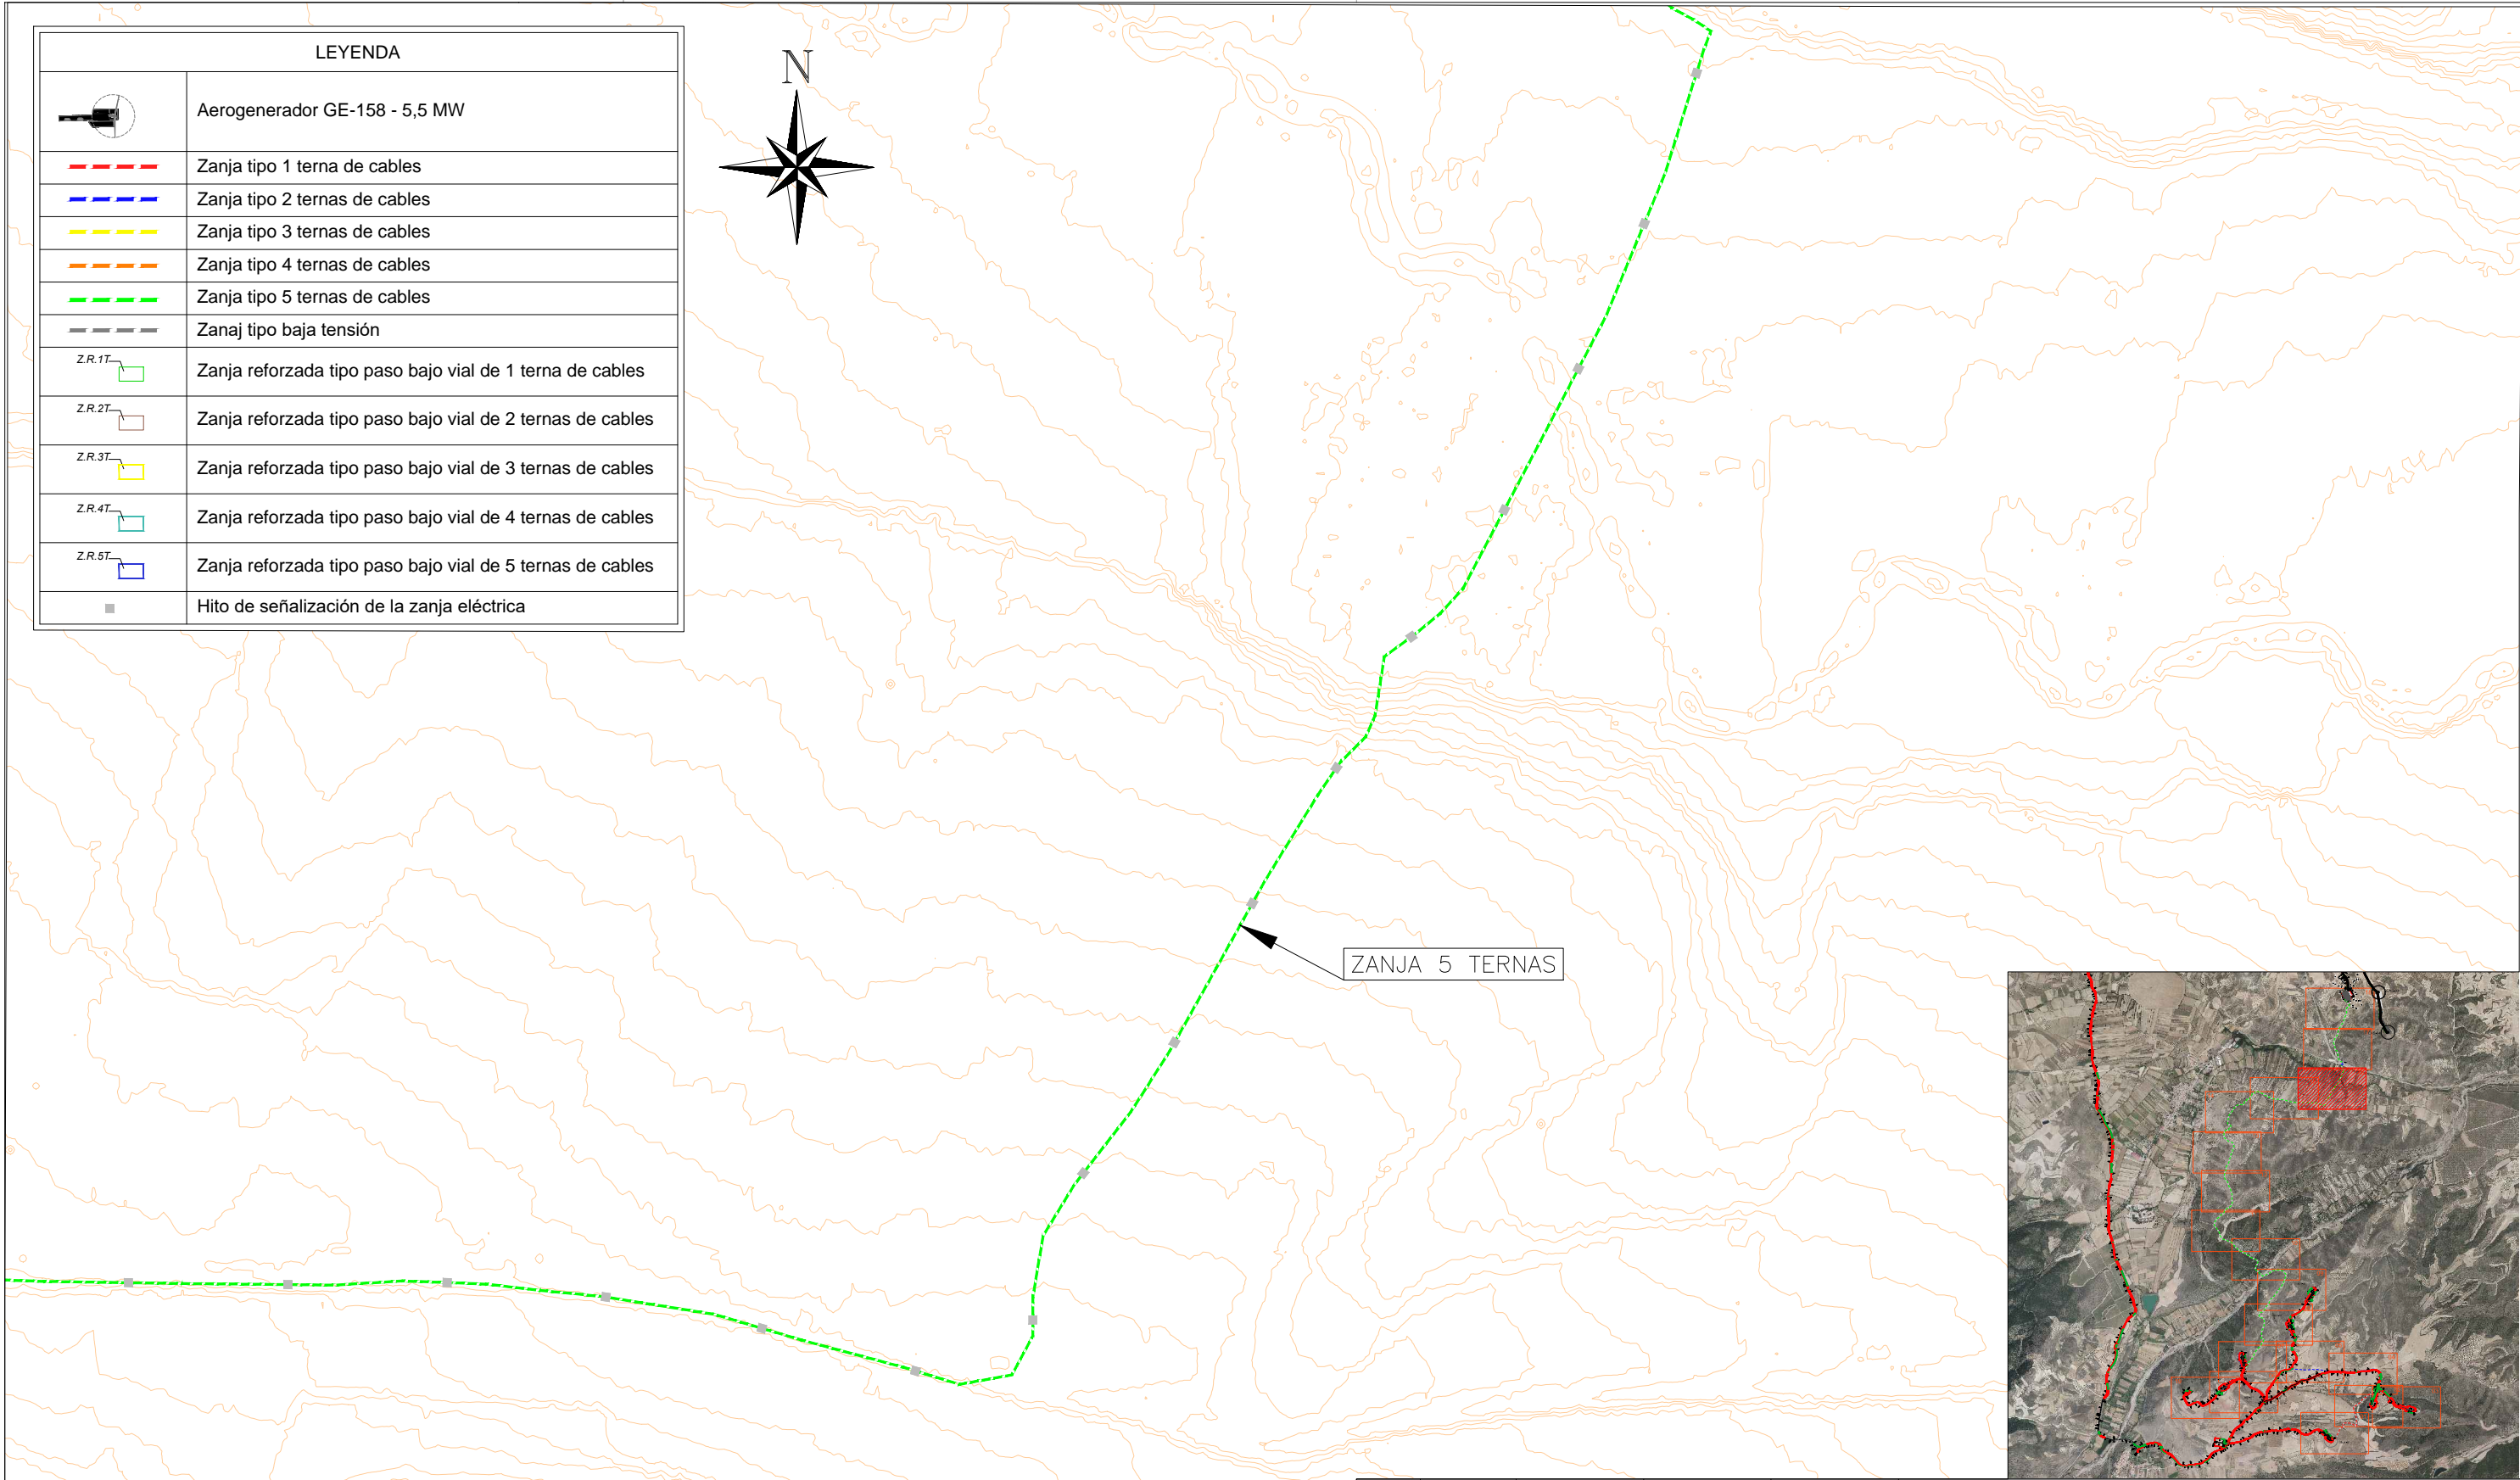 LEYENDA
Aerogenerador GE-158 - 5,5 MW
Zanja tipo 1 terna de cables
Zanja tipo 2 ternas de cables
Zanja tipo 3 ternas de cables
Zanja tipo 4 ternas de cables
Zanja tipo 5 ternas de cables
Zanaj tipo baja tensión
Z.R.1T
Zanja reforzada tipo paso bajo vial de 1 terna de cables
Z.R.2T
Zanja reforzada tipo paso bajo vial de 2 ternas de cables
Z.R.3T
Zanja reforzada tipo paso bajo vial de 3 ternas de cables
Z.R.4T
Zanja reforzada tipo paso bajo vial de 4 ternas de cables
Z.R.5T
Zanja reforzada tipo paso bajo vial de 5 ternas de cables
Hito de señalización de la zanja eléctrica
N
ZANJA 5 TERNAS